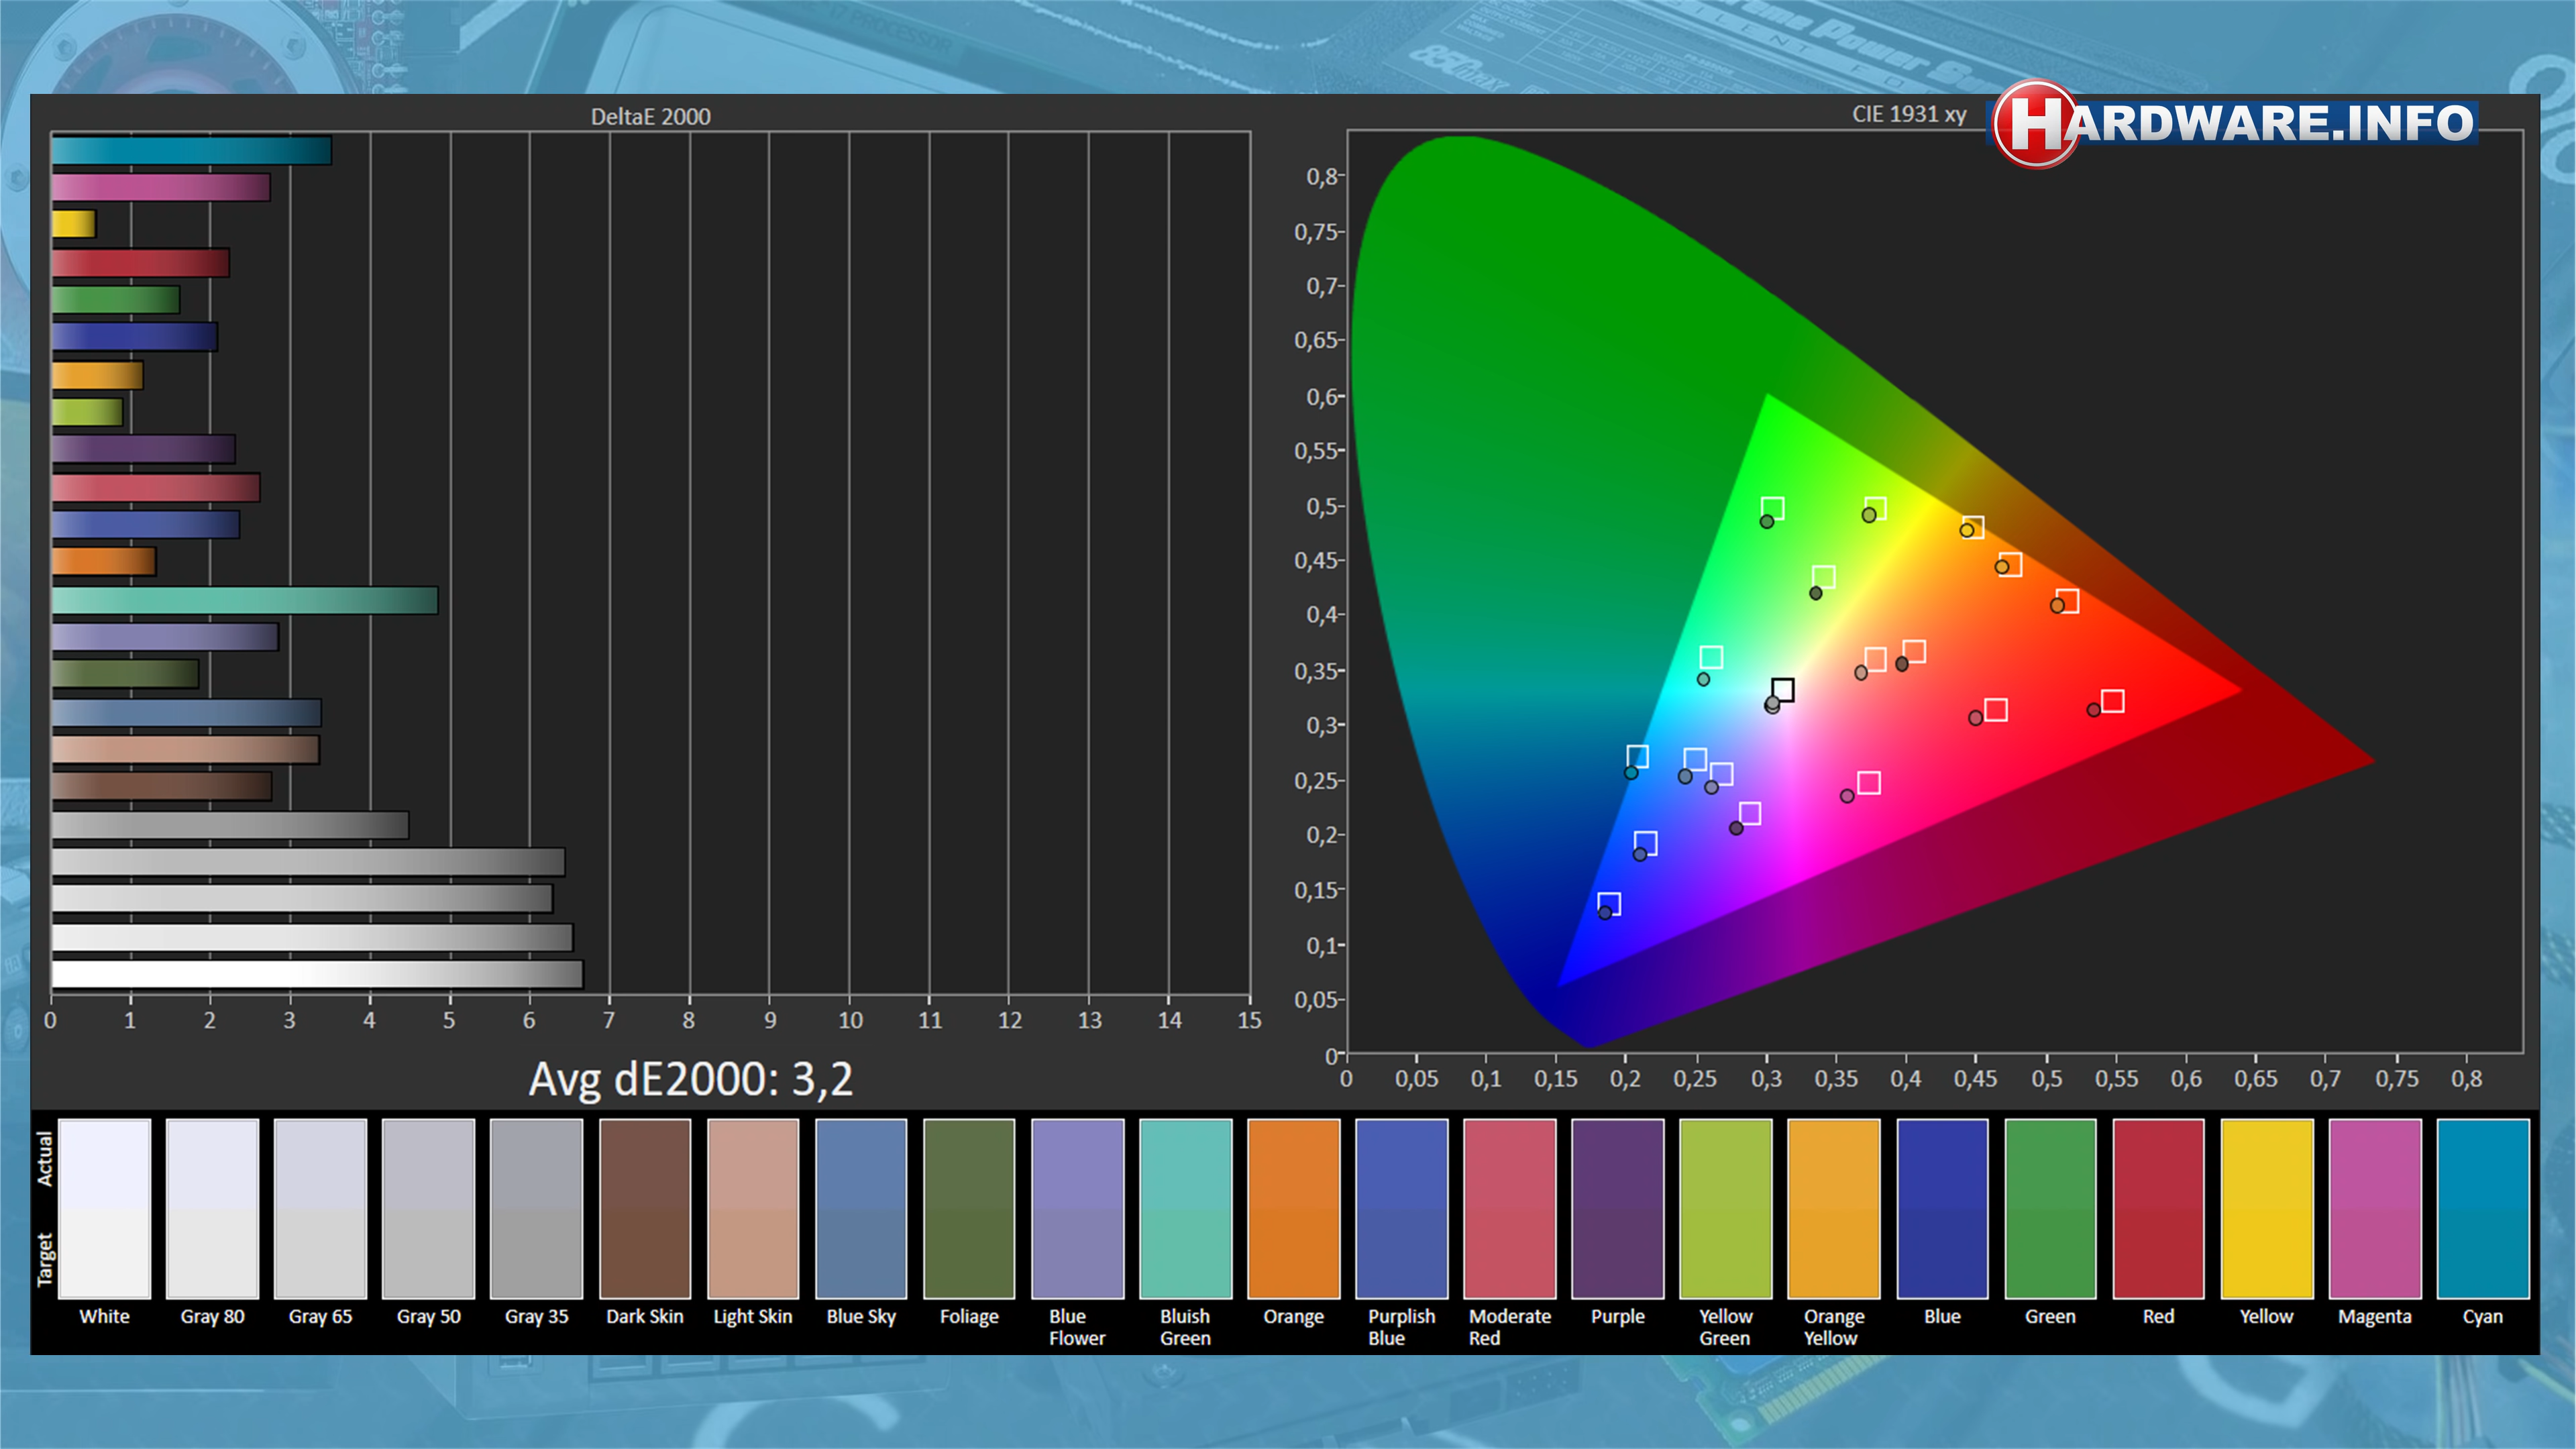 PROCESSOR
850
HARDWARE.INFO
DeltaE 2000
CIE 1931 xy
0,8
0,75
0,7
0,65
0,6
0,55
0,5
0,45
0,4
0,35
0,3
0,25
0,2
0,15
0,1
0,05
0
0 1 2 3 4 5 6 7 8 9 10 11 12 13 14 15
0 0,05 0,1 0,15 0,2 0,25 0,3 0,35 0,4 0,45 0,5 0,55 0,6 0,65 0,7 0,75 0,8
Avg dE2000: 3,2
Actual
Target
White Gray 80 Gray 65 Gray 50 Gray 35 Dark Skin Light Skin Blue Sky Foliage Blue Bluish Orange Purplish Moderate Purple Yellow Orange Blue Green Red Yellow Magenta Cyan
Flower Green Blue Red Green Yellow